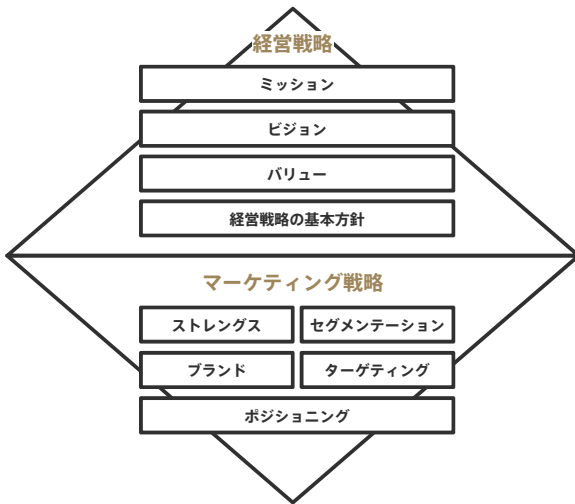 経営戦略
ミッション
ビジョン
バリュー
経営戦略の基本方針
マーケティング戦略
ストレングス
セグメンテーション
ブランド
ターゲティング
ポジショニング